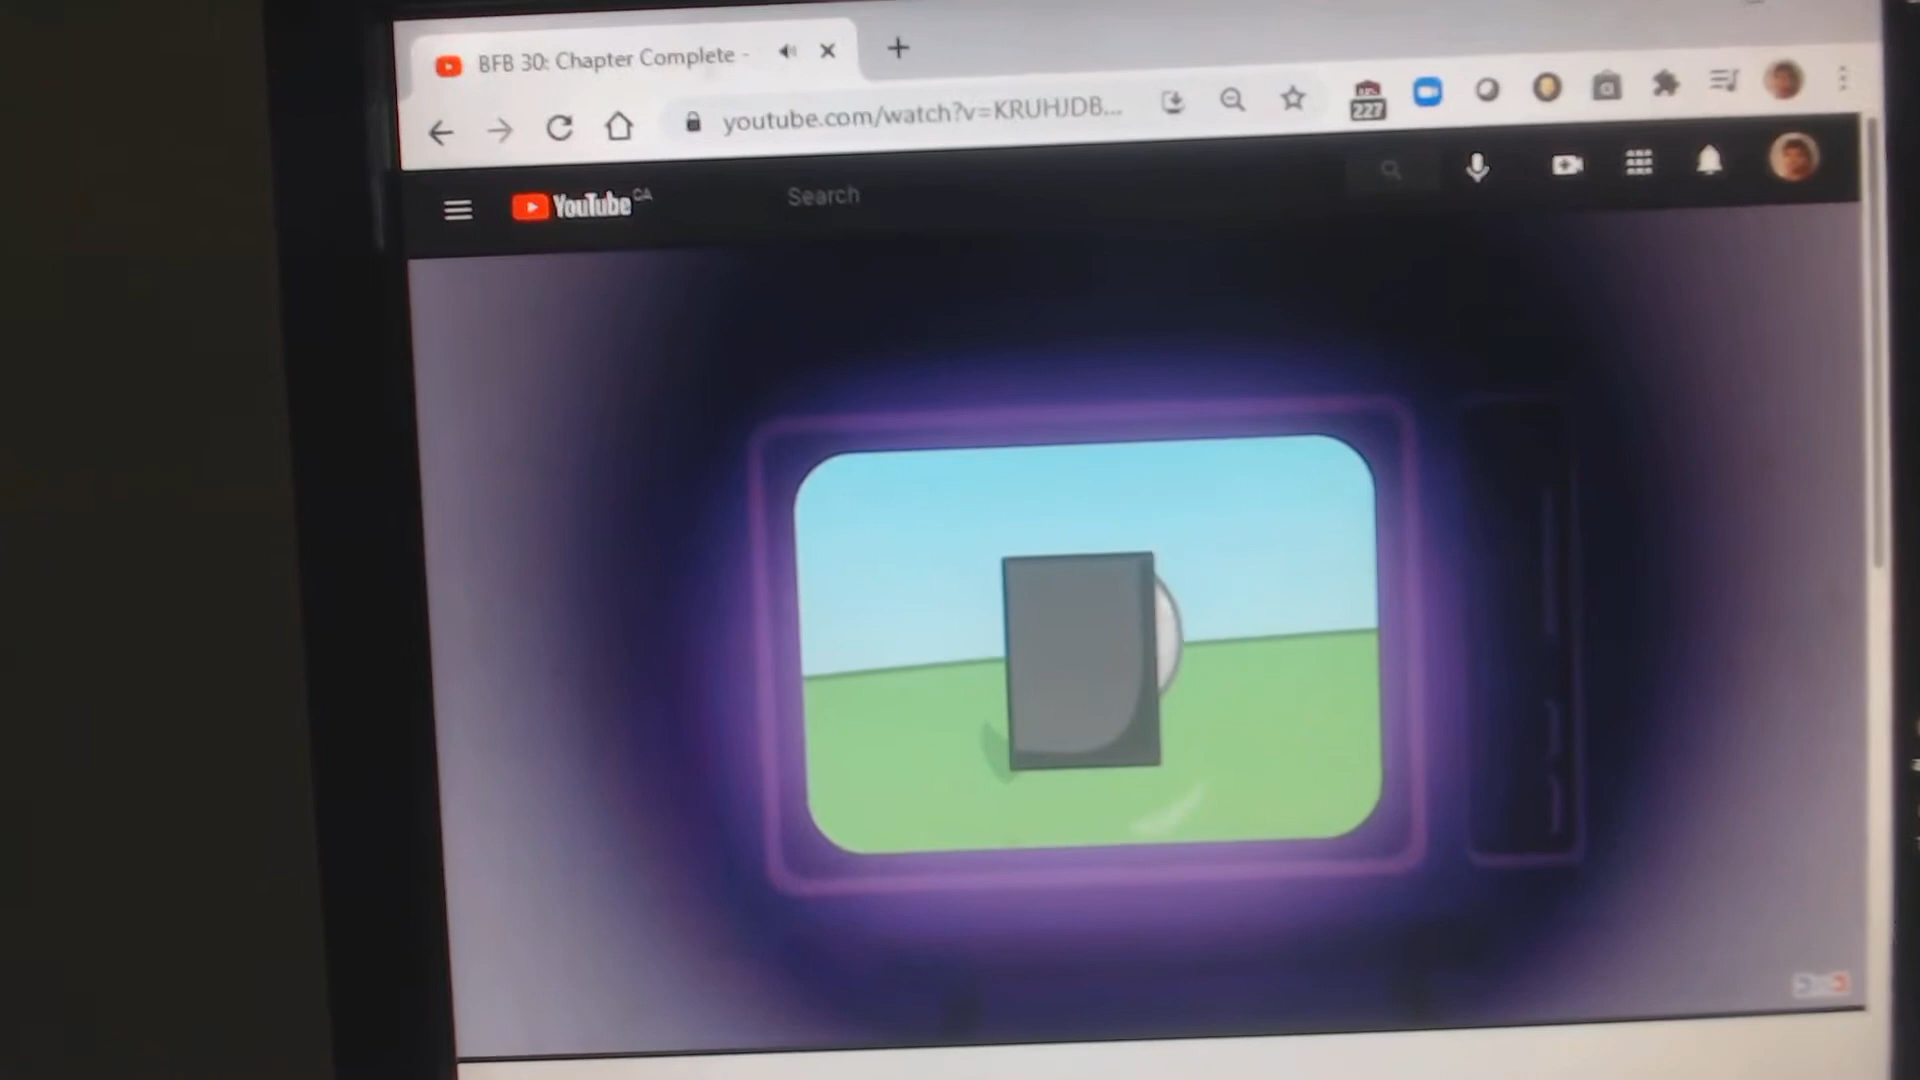 BFB 30: Chapter Complete -
youtube.com/watch?v=KRUHJDB...
227
YouTube CA
Search